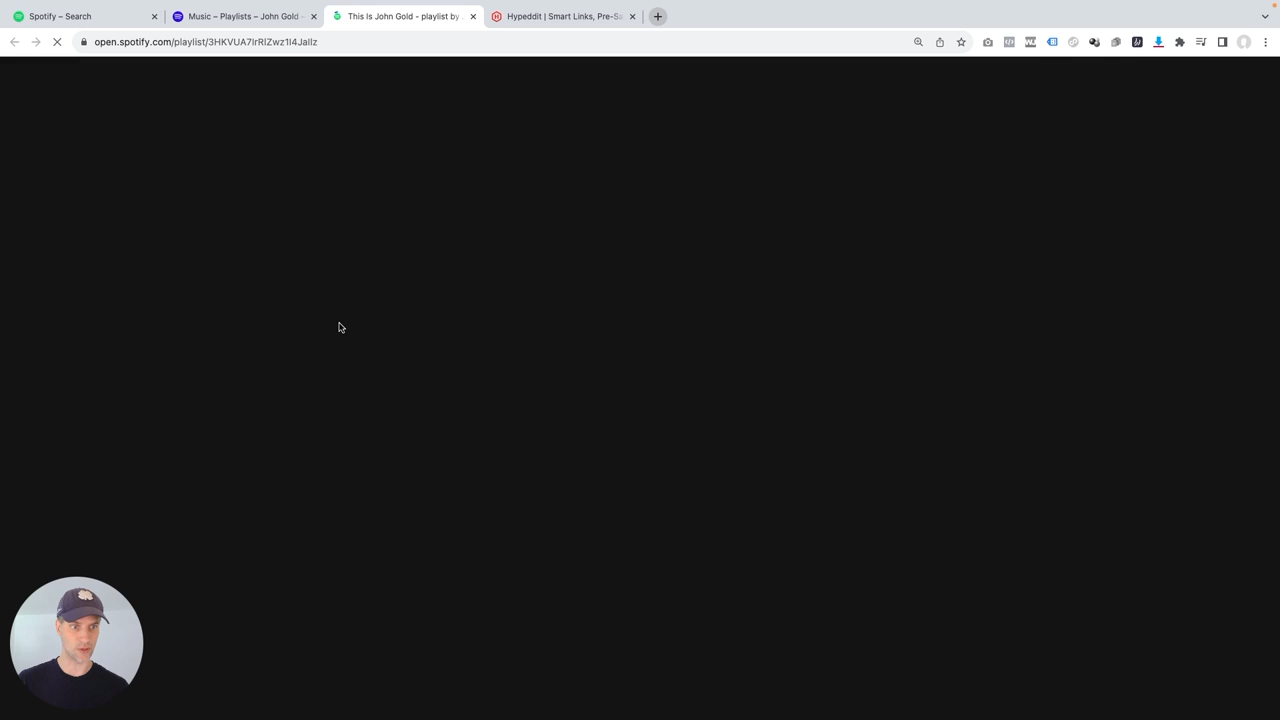 Spotify – Search
Music – Playlists – John Gold -
This Is John Gold - playlist by
Hypeddit | Smart Links, Pre-Sa
open.spotify.com/playlist/3HKVUA7lrRIZwz1I4JaIIz